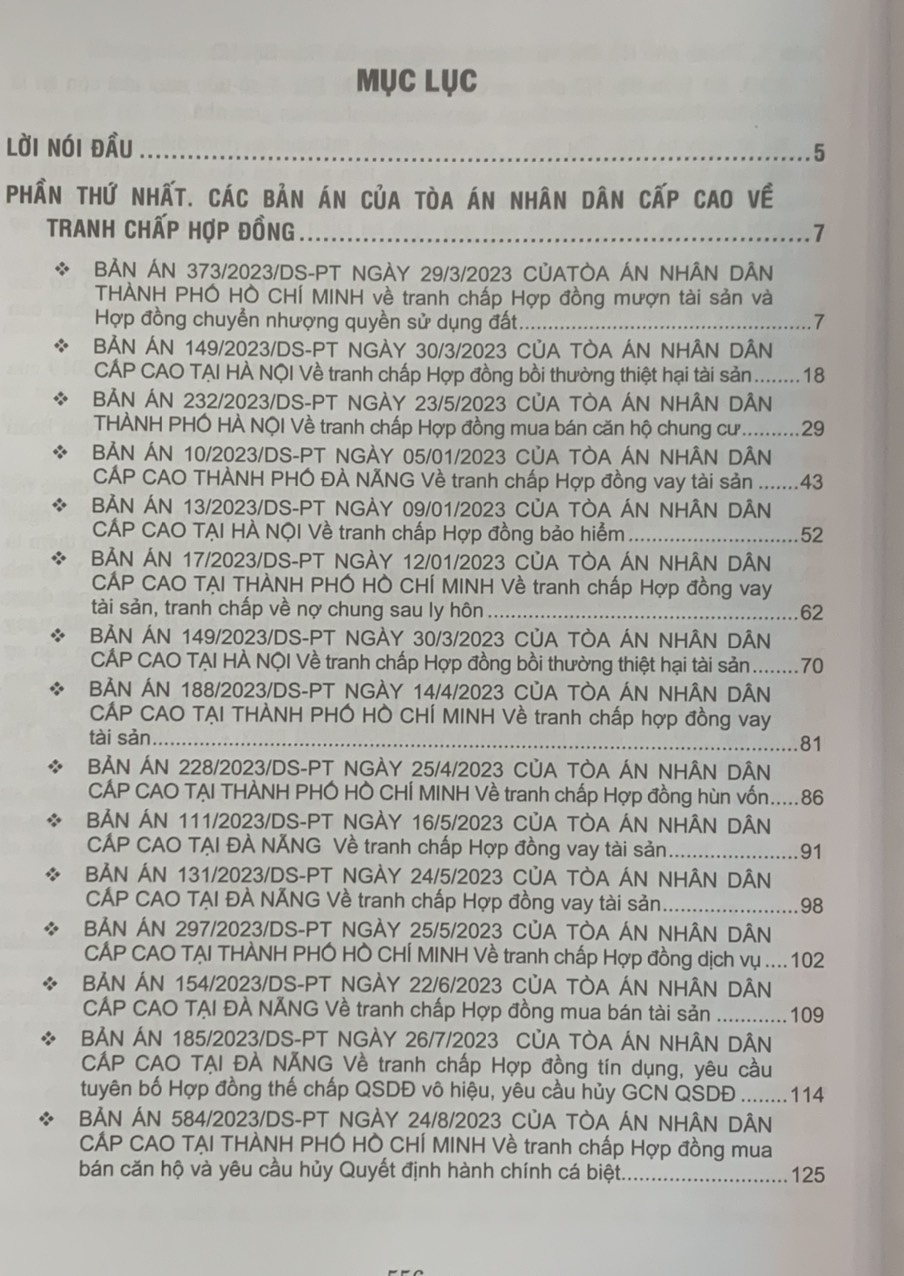 MỤC LỤC
LỜI NÓI ĐẦU ........ 5
PHẦN THỨ NHẤT. CÁC BẢN ÁN CỦA TÒA ÁN NHÂN DÂN CẤP CAO VỀ
TRANH CHẤP HỢP ĐỒNG ........ 7
❖ BẢN ÁN 373/2023/DS-PT NGÀY 29/3/2023 CỦATÒA ÁN NHÂN DÂN
THÀNH PHỐ HỒ CHÍ MINH về tranh chấp Hợp đồng mượn tài sản và
Hợp đồng chuyển nhượng quyền sử dụng đất ........ 7
❖ BẢN ÁN 149/2023/DS-PT NGÀY 30/3/2023 CỦA TÒA ÁN NHÂN DÂN
CẤP CAO TẠI HÀ NỘI Về tranh chấp Hợp đồng bồi thường thiệt hại tài sản ........ 18
❖ BẢN ÁN 232/2023/DS-PT NGÀY 23/5/2023 CỦA TÒA ÁN NHÂN DÂN
THÀNH PHỐ HÀ NỘI Về tranh chấp Hợp đồng mua bán căn hộ chung cư ........ 29
❖ BẢN ÁN 10/2023/DS-PT NGÀY 05/01/2023 CỦA TÒA ÁN NHÂN DÂN
CẤP CAO THÀNH PHỐ ĐÀ NẴNG Về tranh chấp Hợp đồng vay tài sản ....... 43
❖ BẢN ÁN 13/2023/DS-PT NGÀY 09/01/2023 CỦA TÒA ÁN NHÂN DÂN
CẤP CAO TẠI HÀ NỘI Về tranh chấp Hợp đồng bảo hiểm ........ 52
❖ BẢN ÁN 17/2023/DS-PT NGÀY 12/01/2023 CỦA TÒA ÁN NHÂN DÂN
CẤP CAO TẠI THÀNH PHỐ HỒ CHÍ MINH Về tranh chấp Hợp đồng vay
tài sản, tranh chấp về nợ chung sau ly hôn ........ 62
❖ BẢN ÁN 149/2023/DS-PT NGÀY 30/3/2023 CỦA TÒA ÁN NHÂN DÂN
CẤP CAO TẠI HÀ NỘI Về tranh chấp Hợp đồng bồi thường thiệt hại tài sản ........ 70
❖ BẢN ÁN 188/2023/DS-PT NGÀY 14/4/2023 CỦA TÒA ÁN NHÂN DÂN
CẤP CAO TẠI THÀNH PHỐ HỒ CHÍ MINH Về tranh chấp hợp đồng vay
tài sản ........ 81
❖ BẢN ÁN 228/2023/DS-PT NGÀY 25/4/2023 CỦA TÒA ÁN NHÂN DÂN
CẤP CAO TẠI THÀNH PHỐ HỒ CHÍ MINH Về tranh chấp Hợp đồng hùn vốn ..... 86
❖ BẢN ÁN 111/2023/DS-PT NGÀY 16/5/2023 CỦA TÒA ÁN NHÂN DÂN
CẤP CAO TẠI ĐÀ NẴNG Về tranh chấp Hợp đồng vay tài sản ........ 91
❖ BẢN ÁN 131/2023/DS-PT NGÀY 24/5/2023 CỦA TÒA ÁN NHÂN DÂN
CẤP CAO TẠI ĐÀ NẴNG Về tranh chấp Hợp đồng vay tài sản ........ 98
❖ BẢN ÁN 297/2023/DS-PT NGÀY 25/5/2023 CỦA TÒA ÁN NHÂN DÂN
CẤP CAO TẠI THÀNH PHỐ HỒ CHÍ MINH Về tranh chấp Hợp đồng dịch vụ .... 102
❖ BẢN ÁN 154/2023/DS-PT NGÀY 22/6/2023 CỦA TÒA ÁN NHÂN DÂN
CẤP CAO TẠI ĐÀ NẴNG Về tranh chấp Hợp đồng mua bán tài sản ........ 109
❖ BẢN ÁN 185/2023/DS-PT NGÀY 26/7/2023 CỦA TÒA ÁN NHÂN DÂN
CẤP CAO TẠI ĐÀ NẴNG Về tranh chấp Hợp đồng tín dụng, yêu cầu
tuyên bố Hợp đồng thế chấp QSDĐ vô hiệu, yêu cầu hủy GCN QSDĐ ........ 114
❖ BẢN ÁN 584/2023/DS-PT NGÀY 24/8/2023 CỦA TÒA ÁN NHÂN DÂN
CẤP CAO TẠI THÀNH PHỐ HỒ CHÍ MINH Về tranh chấp Hợp đồng mua
bán căn hộ và yêu cầu hủy Quyết định hành chính cá biệt ........ 125